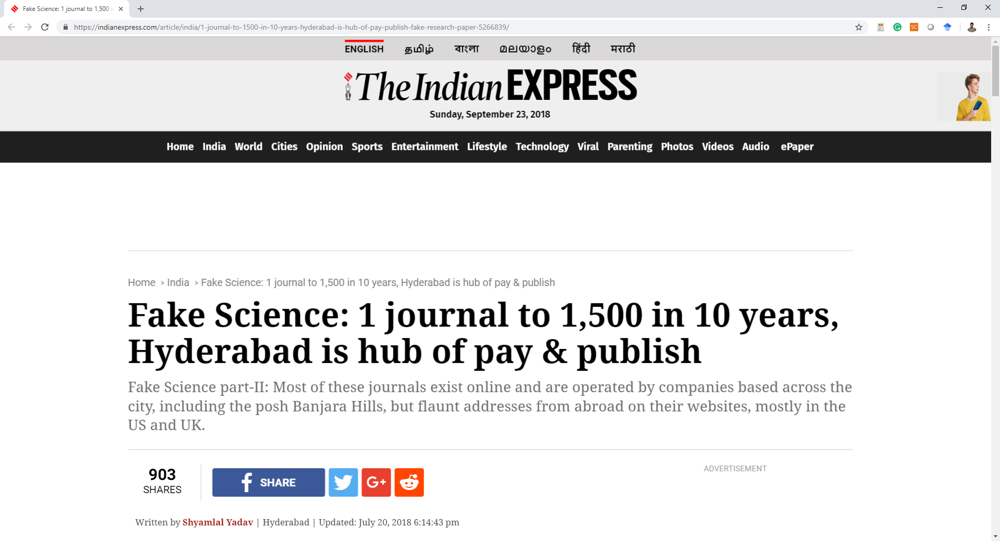 Fake Science: 1 journal to 1,500 i
https://indianexpress.com/article/india/1-journal-to-1500-in-10-years-hyderabad-is-hub-of-pay-publish-fake-research-paper-5266839/
SC
ENGLISH தமிழ் বাংলা മലയാളം हिंदी मराठी
The Indian EXPRESS
Sunday, September 23, 2018
Home India World Cities Opinion Sports Entertainment Lifestyle Technology Viral Parenting Photos Videos Audio ePaper
Home > India > Fake Science: 1 journal to 1,500 in 10 years, Hyderabad is hub of pay & publish
Fake Science: 1 journal to 1,500 in 10 years,
Hyderabad is hub of pay & publish
Fake Science part-II: Most of these journals exist online and are operated by companies based across the
city, including the posh Banjara Hills, but flaunt addresses from abroad on their websites, mostly in the
US and UK.
903
SHARES
SHARE
G+
ADVERTISEMENT
Written by Shyamlal Yadav | Hyderabad | Updated: July 20, 2018 6:14:43 pm